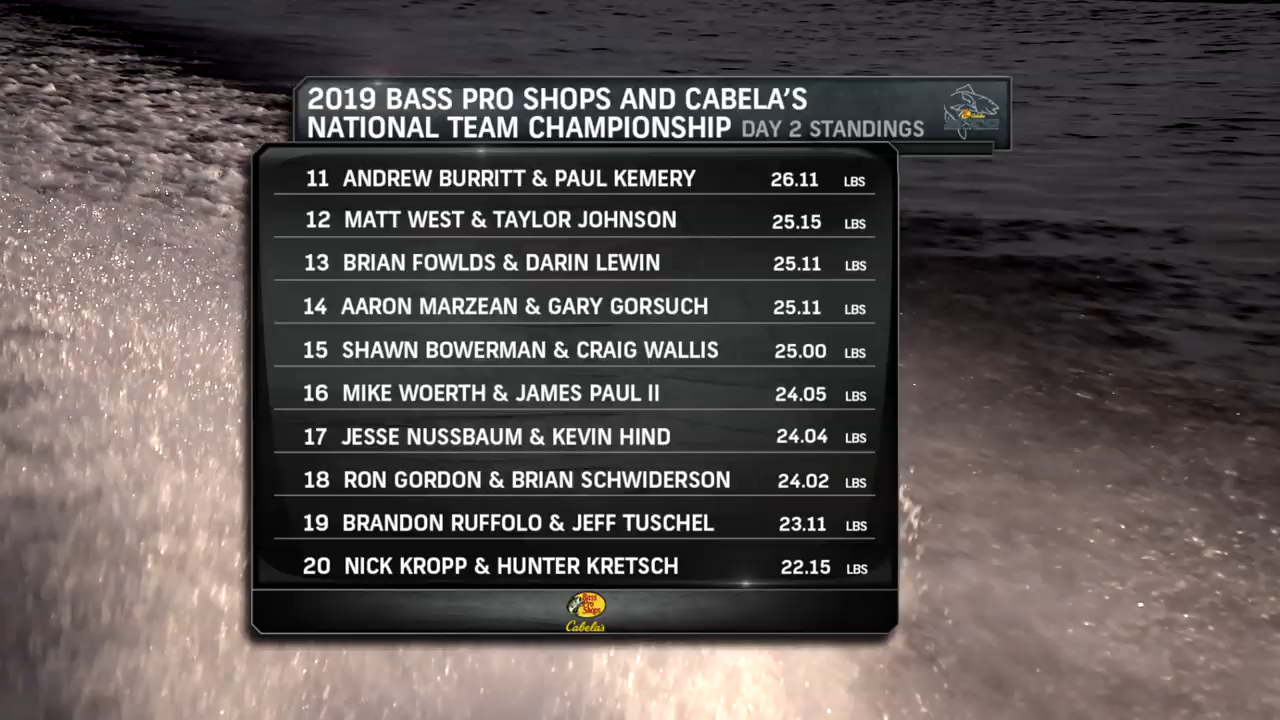 2019 BASS PRO SHOPS AND CABELA'S
NATIONAL TEAM CHAMPIONSHIP DAY 2 STANDINGS
11 ANDREW BURRITT & PAUL KEMERY 26.11 LBS
12 MATT WEST & TAYLOR JOHNSON 25.15 LBS
13 BRIAN FOWLDS & DARIN LEWIN 25.11 LBS
14 AARON MARZEAN & GARY GORSUCH 25.11 LBS
15 SHAWN BOWERMAN & CRAIG WALLIS 25.00 LBS
16 MIKE WOERTH & JAMES PAUL II 24.05 LBS
17 JESSE NUSSBAUM & KEVIN HIND 24.04 LBS
18 RON GORDON & BRIAN SCHWIDERSON 24.02 LBS
19 BRANDON RUFFOLO & JEFF TUSCHEL 23.11 LBS
20 NICK KROPP & HUNTER KRETSCH 22.15 LBS
Bass
Pro
Shops
Cabela's